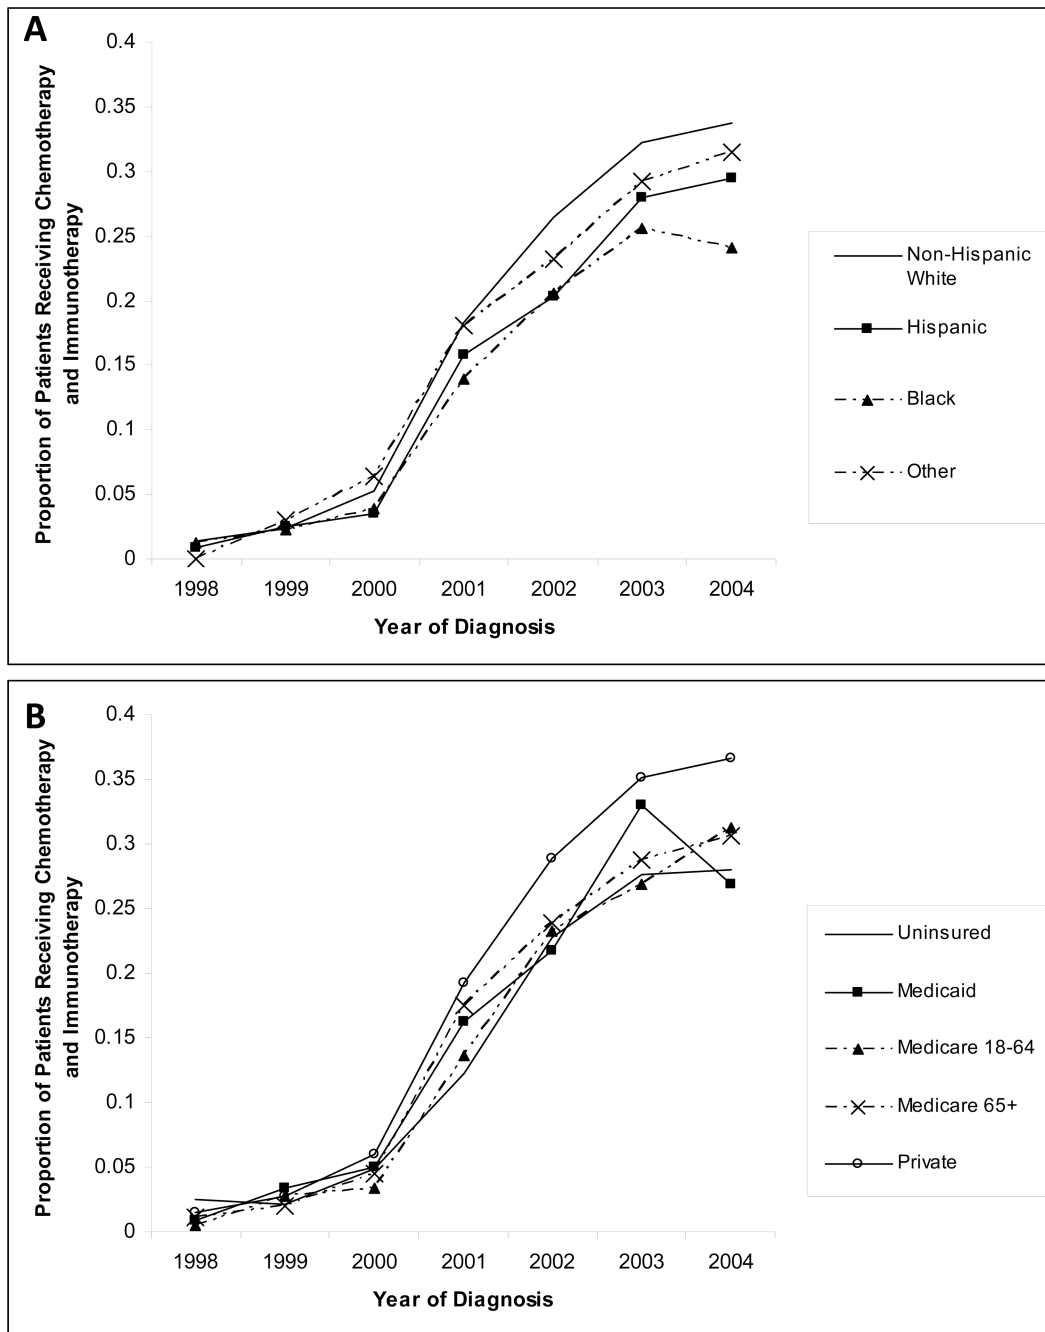 A
Proportion of Patients Receiving Chemotherapy
and Immunotherapy
0.4
0.35
0.3
0.25
0.2
0.15
0.1
0.05
0
1998 1999 2000 2001 2002 2003 2004
Year of Diagnosis
Non-Hispanic
White
Hispanic
Black
Other
B
Proportion of Patients Receiving Chemotherapy
and Immunotherapy
0.4
0.35
0.3
0.25
0.2
0.15
0.1
0.05
0
1998 1999 2000 2001 2002 2003 2004
Year of Diagnosis
Uninsured
Medicaid
Medicare 18-64
Medicare 65+
Private